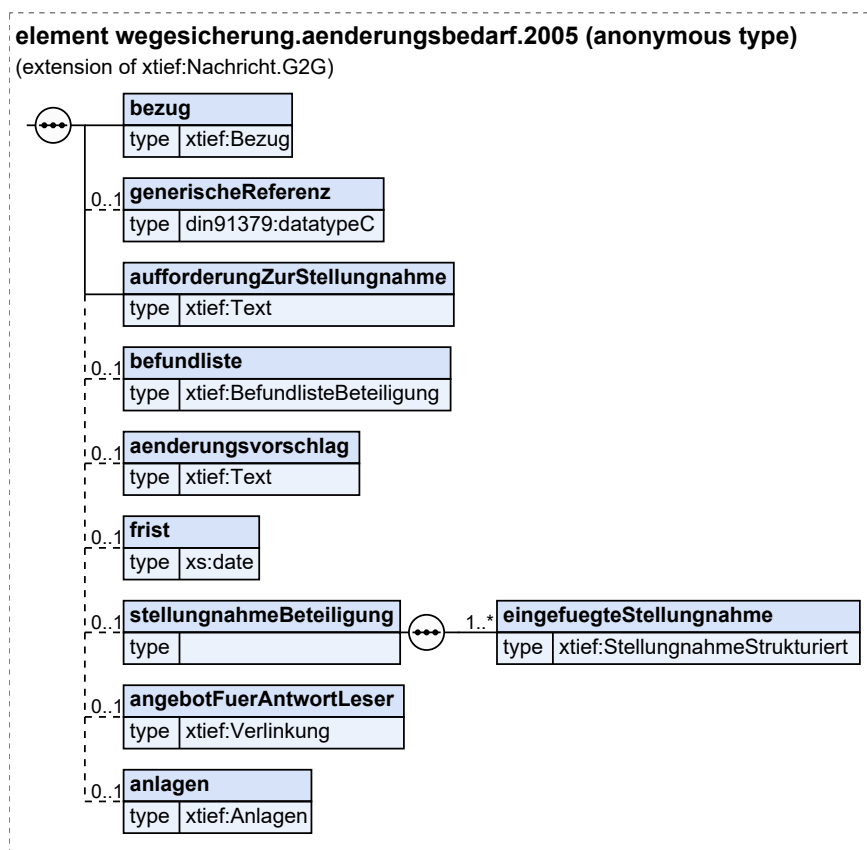 element wegesicherung.aenderungsbedarf.2005 (anonymous type)
(extension of xtief:Nachricht.G2G)
bezug
type xtief:Bezug
0..1 generischeReferenz
type din91379:datatypeC
aufforderungZurStellungnahme
type xtief:Text
0..1 befundliste
type xtief:BefundlisteBeteiligung
0..1 aenderungsvorschlag
type xtief:Text
0..1 frist
type xs:date
0..1 stellungnahmeBeteiligung 1..* eingefuegteStellungnahme
type type xtief:StellungnahmeStrukturiert
0..1 angebotFuerAntwortLeser
type xtief:Verlinkung
0..1 anlagen
type xtief:Anlagen